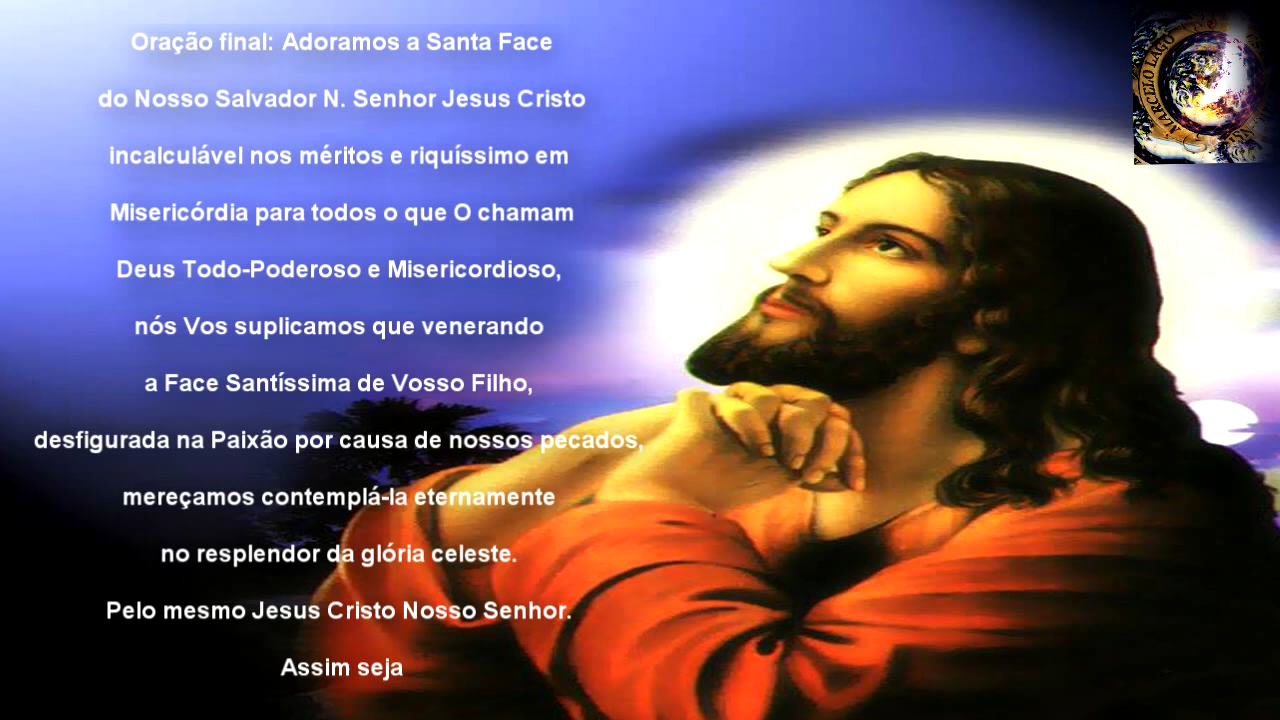 Oração final: Adoramos a Santa Face
do Nosso Salvador N. Senhor Jesus Cristo
incalculável nos méritos e riquíssimo em
Misericórdia para todos o que O chamam
Deus Todo-Poderoso e Misericordioso,
nós Vos suplicamos que venerando
a Face Santíssima de Vosso Filho,
desfigurada na Paixão por causa de nossos pecados,
mereçamos contemplá-la eternamente
no resplendor da glória celeste.
Pelo mesmo Jesus Cristo Nosso Senhor.
Assim seja
MARCELO LAGO